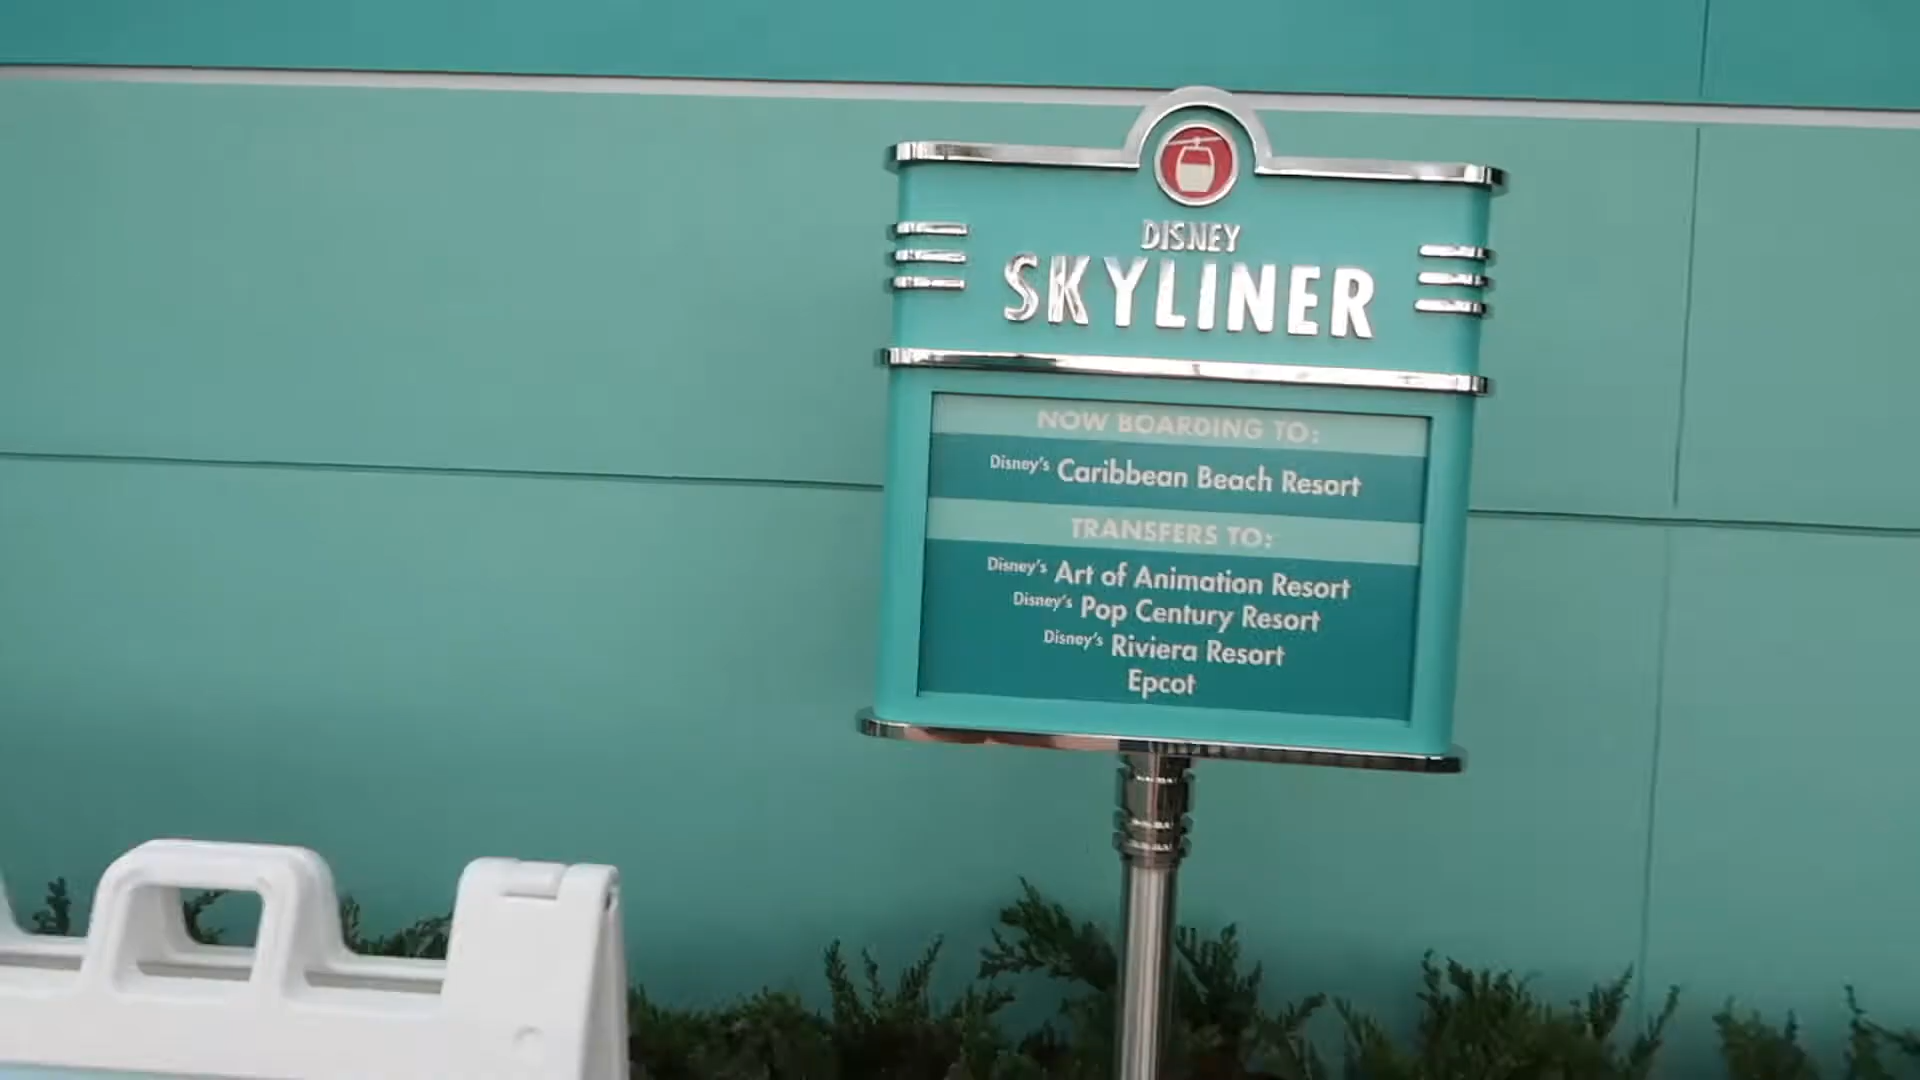 DISNEY
SKYLINER
NOW BOARDING TO:
Disney's Caribbean Beach Resort
TRANSFERS TO:
Disney's Art of Animation Resort
Disney's Pop Century Resort
Disney's Riviera Resort
Epcot